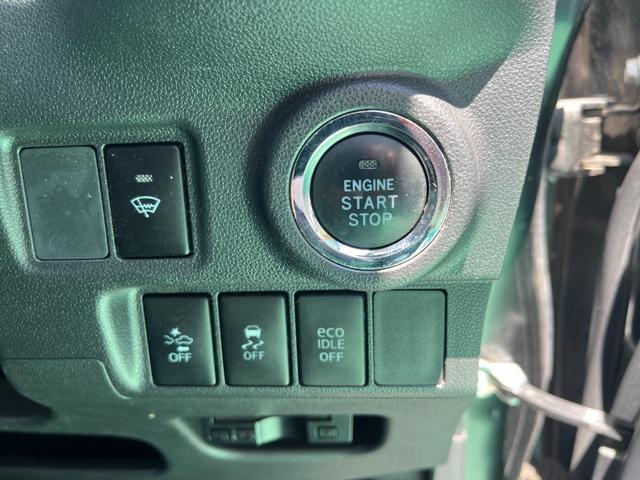 ENGINE
START
STOP
OFF
OFF
eco
IDLE
OFF